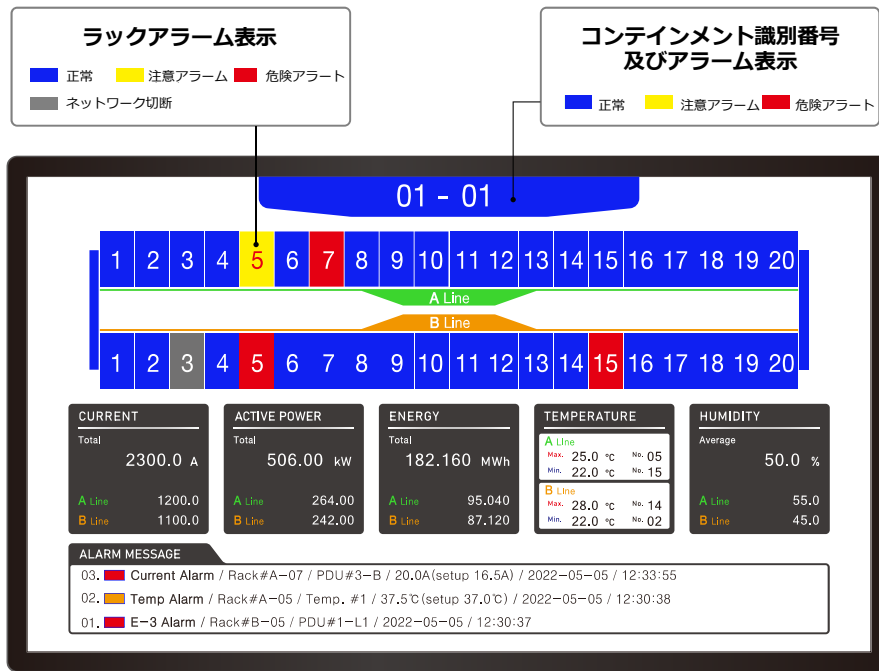 ラックアラーム表示
正常 注意アラーム 危険アラート
ネットワーク切断
コンテインメント識別番号
及びアラーム表示
正常 注意アラーム 危険アラート
01 - 01
1 2 3 4 5 6 7 8 9 10 11 12 13 14 15 16 17 18 19 20
A Line
B Line
1 2 3 4 5 6 7 8 9 10 11 12 13 14 15 16 17 18 19 20
CURRENT
Total
2300.0 A
A Line 1200.0
B Line 1100.0
ACTIVE POWER
Total
506.00 kW
A Line 264.00
B Line 242.00
ENERGY
Total
182.160 MWh
A Line 95.040
B Line 87.120
TEMPERATURE
A Line
Max. 25.0 ℃ No. 05
Min. 22.0 ℃ No. 15
B Line
Max. 28.0 ℃ No. 14
Min. 22.0 ℃ No. 02
HUMIDITY
Average
50.0 %
A Line 55.0
B Line 45.0
ALARM MESSAGE
03. Current Alarm / Rack#A-07 / PDU#3-B / 20.0A(setup 16.5A) / 2022-05-05 / 12:33:55
02. Temp Alarm / Rack#A-05 / Temp. #1 / 37.5℃(setup 37.0℃) / 2022-05-05 / 12:30:38
01. E-3 Alarm / Rack#B-05 / PDU#1-L1 / 2022-05-05 / 12:30:37